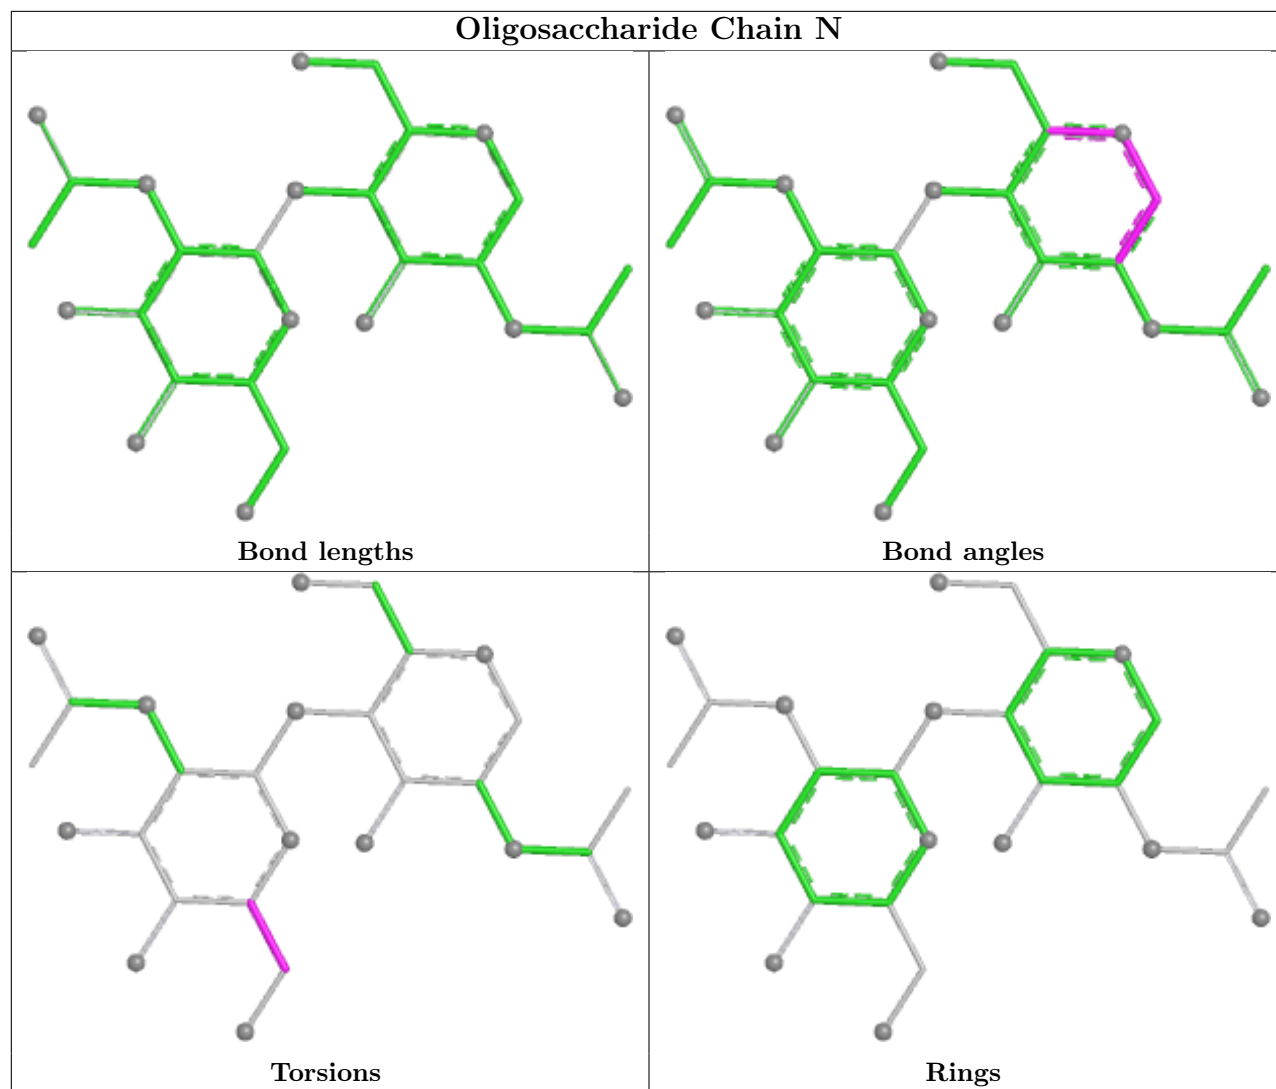 Oligosaccharide Chain N
Bond lengths
Bond angles
Torsions
Rings